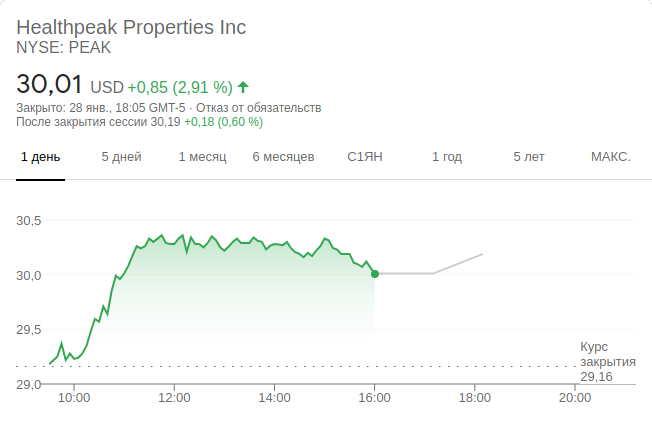 Healthpeak Properties Inc
NYSE: PEAK
30,01 USD +0,85 (2,91 %)
Закрыто: 28 янв., 18:05 GMT-5 · Отказ от обязательств
После закрытия сессии 30,19 +0,18 (0,60 %)
1 день 5 дней 1 месяц 6 месяцев С1ЯН 1 год 5 лет МАКС.
30,5
30,0
29,5
Курс
закрытия
29,16
29,0
10:00 12:00 14:00 16:00 18:00 20:00